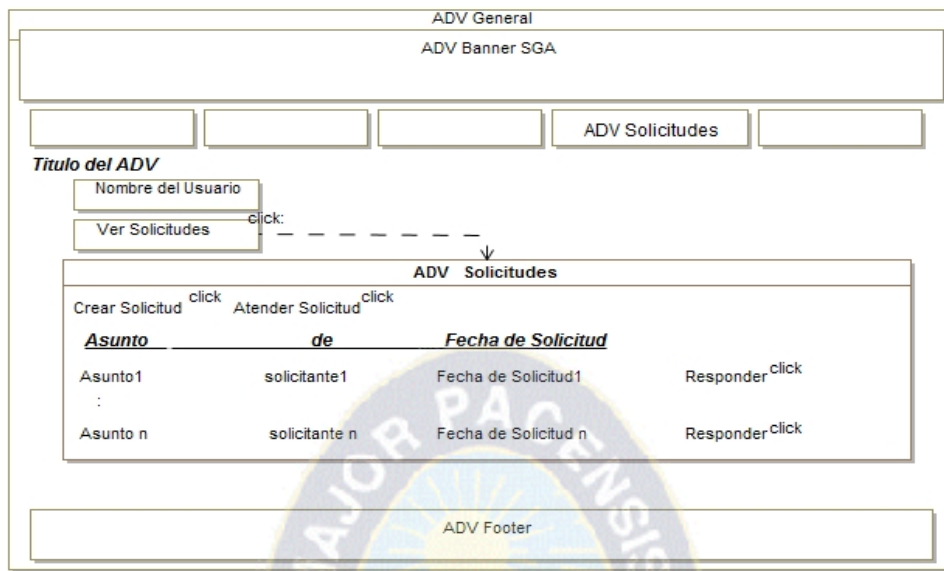 ADV General
ADV Banner SGA
ADV Solicitudes
Titulo del ADV
Nombre del Usuario
Ver Solicitudes click:
ADV Solicitudes
Crear Solicitud click Atender Solicitud click
Asunto de Fecha de Solicitud
Asunto1 solicitante1 Fecha de Solicitud1 Responder click
:
Asunto n solicitante n Fecha de Solicitud n Responder click
ADV Footer
MAJOR PACENSIS